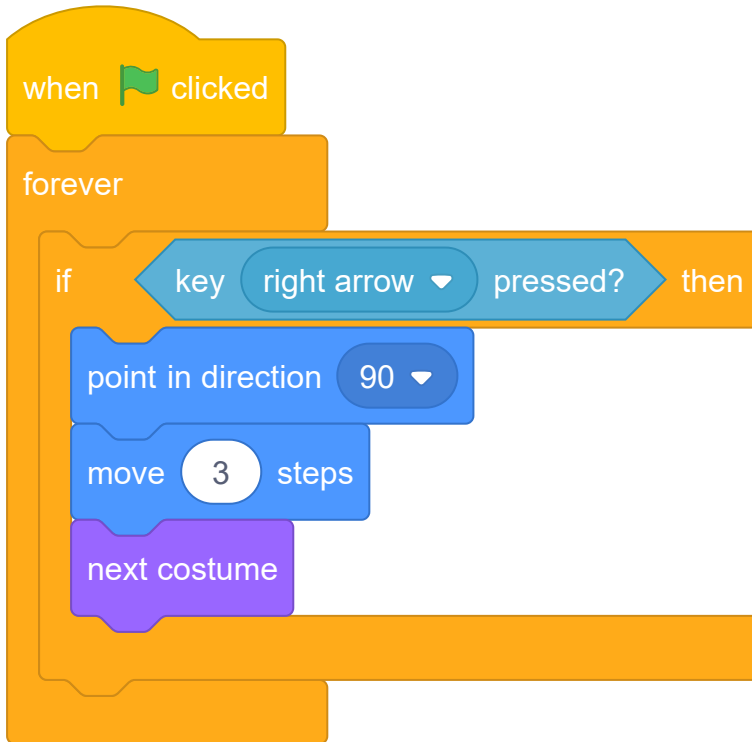 when clicked
forever
if key right arrow pressed? then
point in direction 90
move 3 steps
next costume